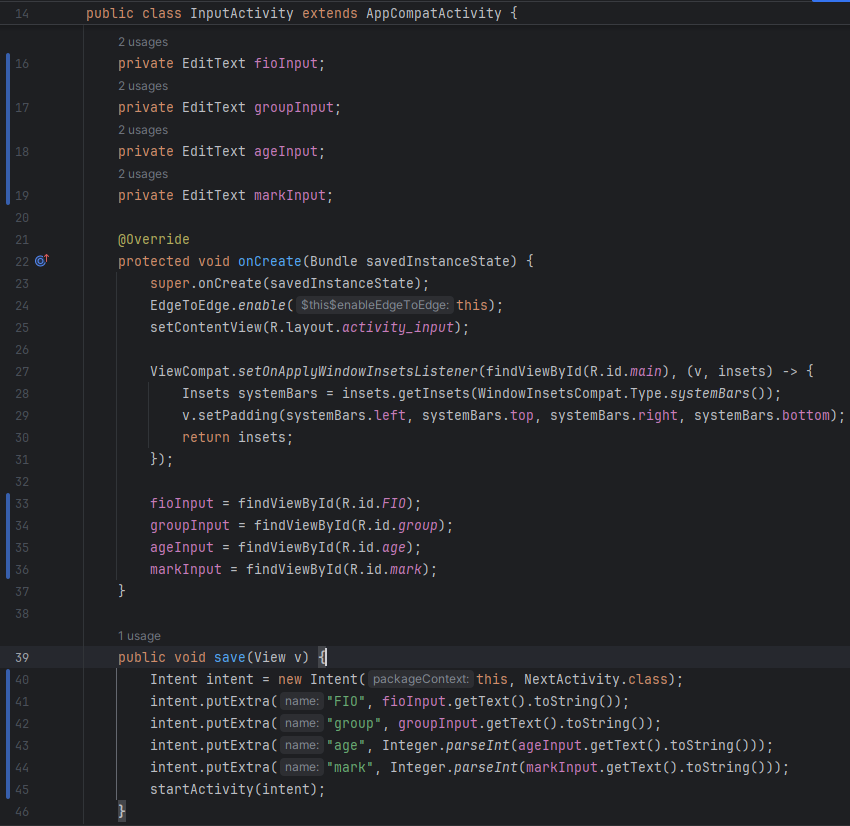 14 public class InputActivity extends AppCompatActivity {
2 usages
16 private EditText fioInput;
2 usages
17 private EditText groupInput;
2 usages
18 private EditText ageInput;
2 usages
19 private EditText markInput;
20
21 @Override
22 protected void onCreate(Bundle savedInstanceState) {
23 super.onCreate(savedInstanceState);
24 EdgeToEdge.enable( $this$enableEdgeToEdge: this);
25 setContentView(R.layout.activity_input);
26
27 ViewCompat.setOnApplyWindowInsetsListener(findViewById(R.id.main), (v, insets) -> {
28 Insets systemBars = insets.getInsets(WindowInsetsCompat.Type.systemBars());
29 v.setPadding(systemBars.left, systemBars.top, systemBars.right, systemBars.bottom);
30 return insets;
31 });
32
33 fioInput = findViewById(R.id.FIO);
34 groupInput = findViewById(R.id.group);
35 ageInput = findViewById(R.id.age);
36 markInput = findViewById(R.id.mark);
37 }
38
1 usage
39 public void save(View v) {
40 Intent intent = new Intent( packageContext: this, NextActivity.class);
41 intent.putExtra( name: "FIO", fioInput.getText().toString());
42 intent.putExtra( name: "group", groupInput.getText().toString());
43 intent.putExtra( name: "age", Integer.parseInt(ageInput.getText().toString()));
44 intent.putExtra( name: "mark", Integer.parseInt(markInput.getText().toString()));
45 startActivity(intent);
46 }